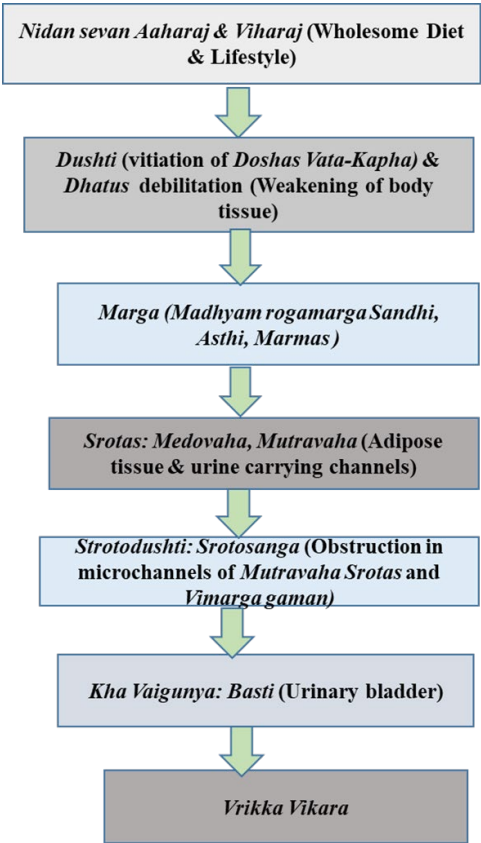 Nidan sevan Aaharaj & Viharaj (Wholesome Diet
& Lifestyle)
Dushti (vitiation of Doshas Vata-Kapha) &
Dhatus debilitation (Weakening of body
tissue)
Marga (Madhyam rogamarga Sandhi,
Asthi, Marmas )
Srotas: Medovaha, Mutravaha (Adipose
tissue & urine carrying channels)
Strotodushti: Srotosanga (Obstruction in
microchannels of Mutravaha Srotas and
Vimarga gaman)
Kha Vaigunya: Basti (Urinary bladder)
Vrikka Vikara